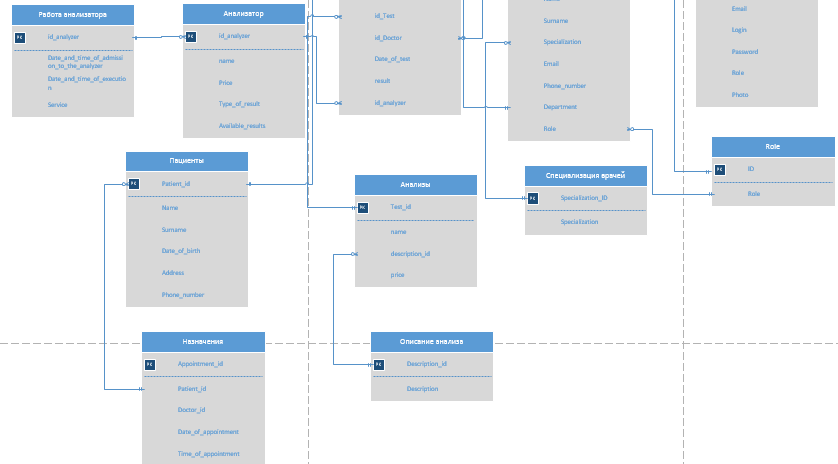 Работа анализатора
PK
id_analyzer
Date_and_time_of_admissi
on_to_the_analyzer
Date_and_time_of_executio
n
Service
Анализатор
PK
id_analyzer
name
Price
Type_of_result
Available_results
id_Test
id_Doctor
Date_of_test
result
id_analyzer
Surname
Specialization
Email
Phone_number
Department
Role
Email
Login
Password
Role
Photo
Role
PK
ID
Role
Пациенты
PK
Patient_id
Name
Surname
Date_of_birth
Address
Phone_number
Анализы
PK
Test_id
name
description_id
price
Специализация врачей
PK
Specialization_ID
Specialization
Назначения
PK
Appointment_id
Patient_id
Doctor_id
Date_of_appointment
Time_of_appointment
Описание анализа
PK
Description_id
Description